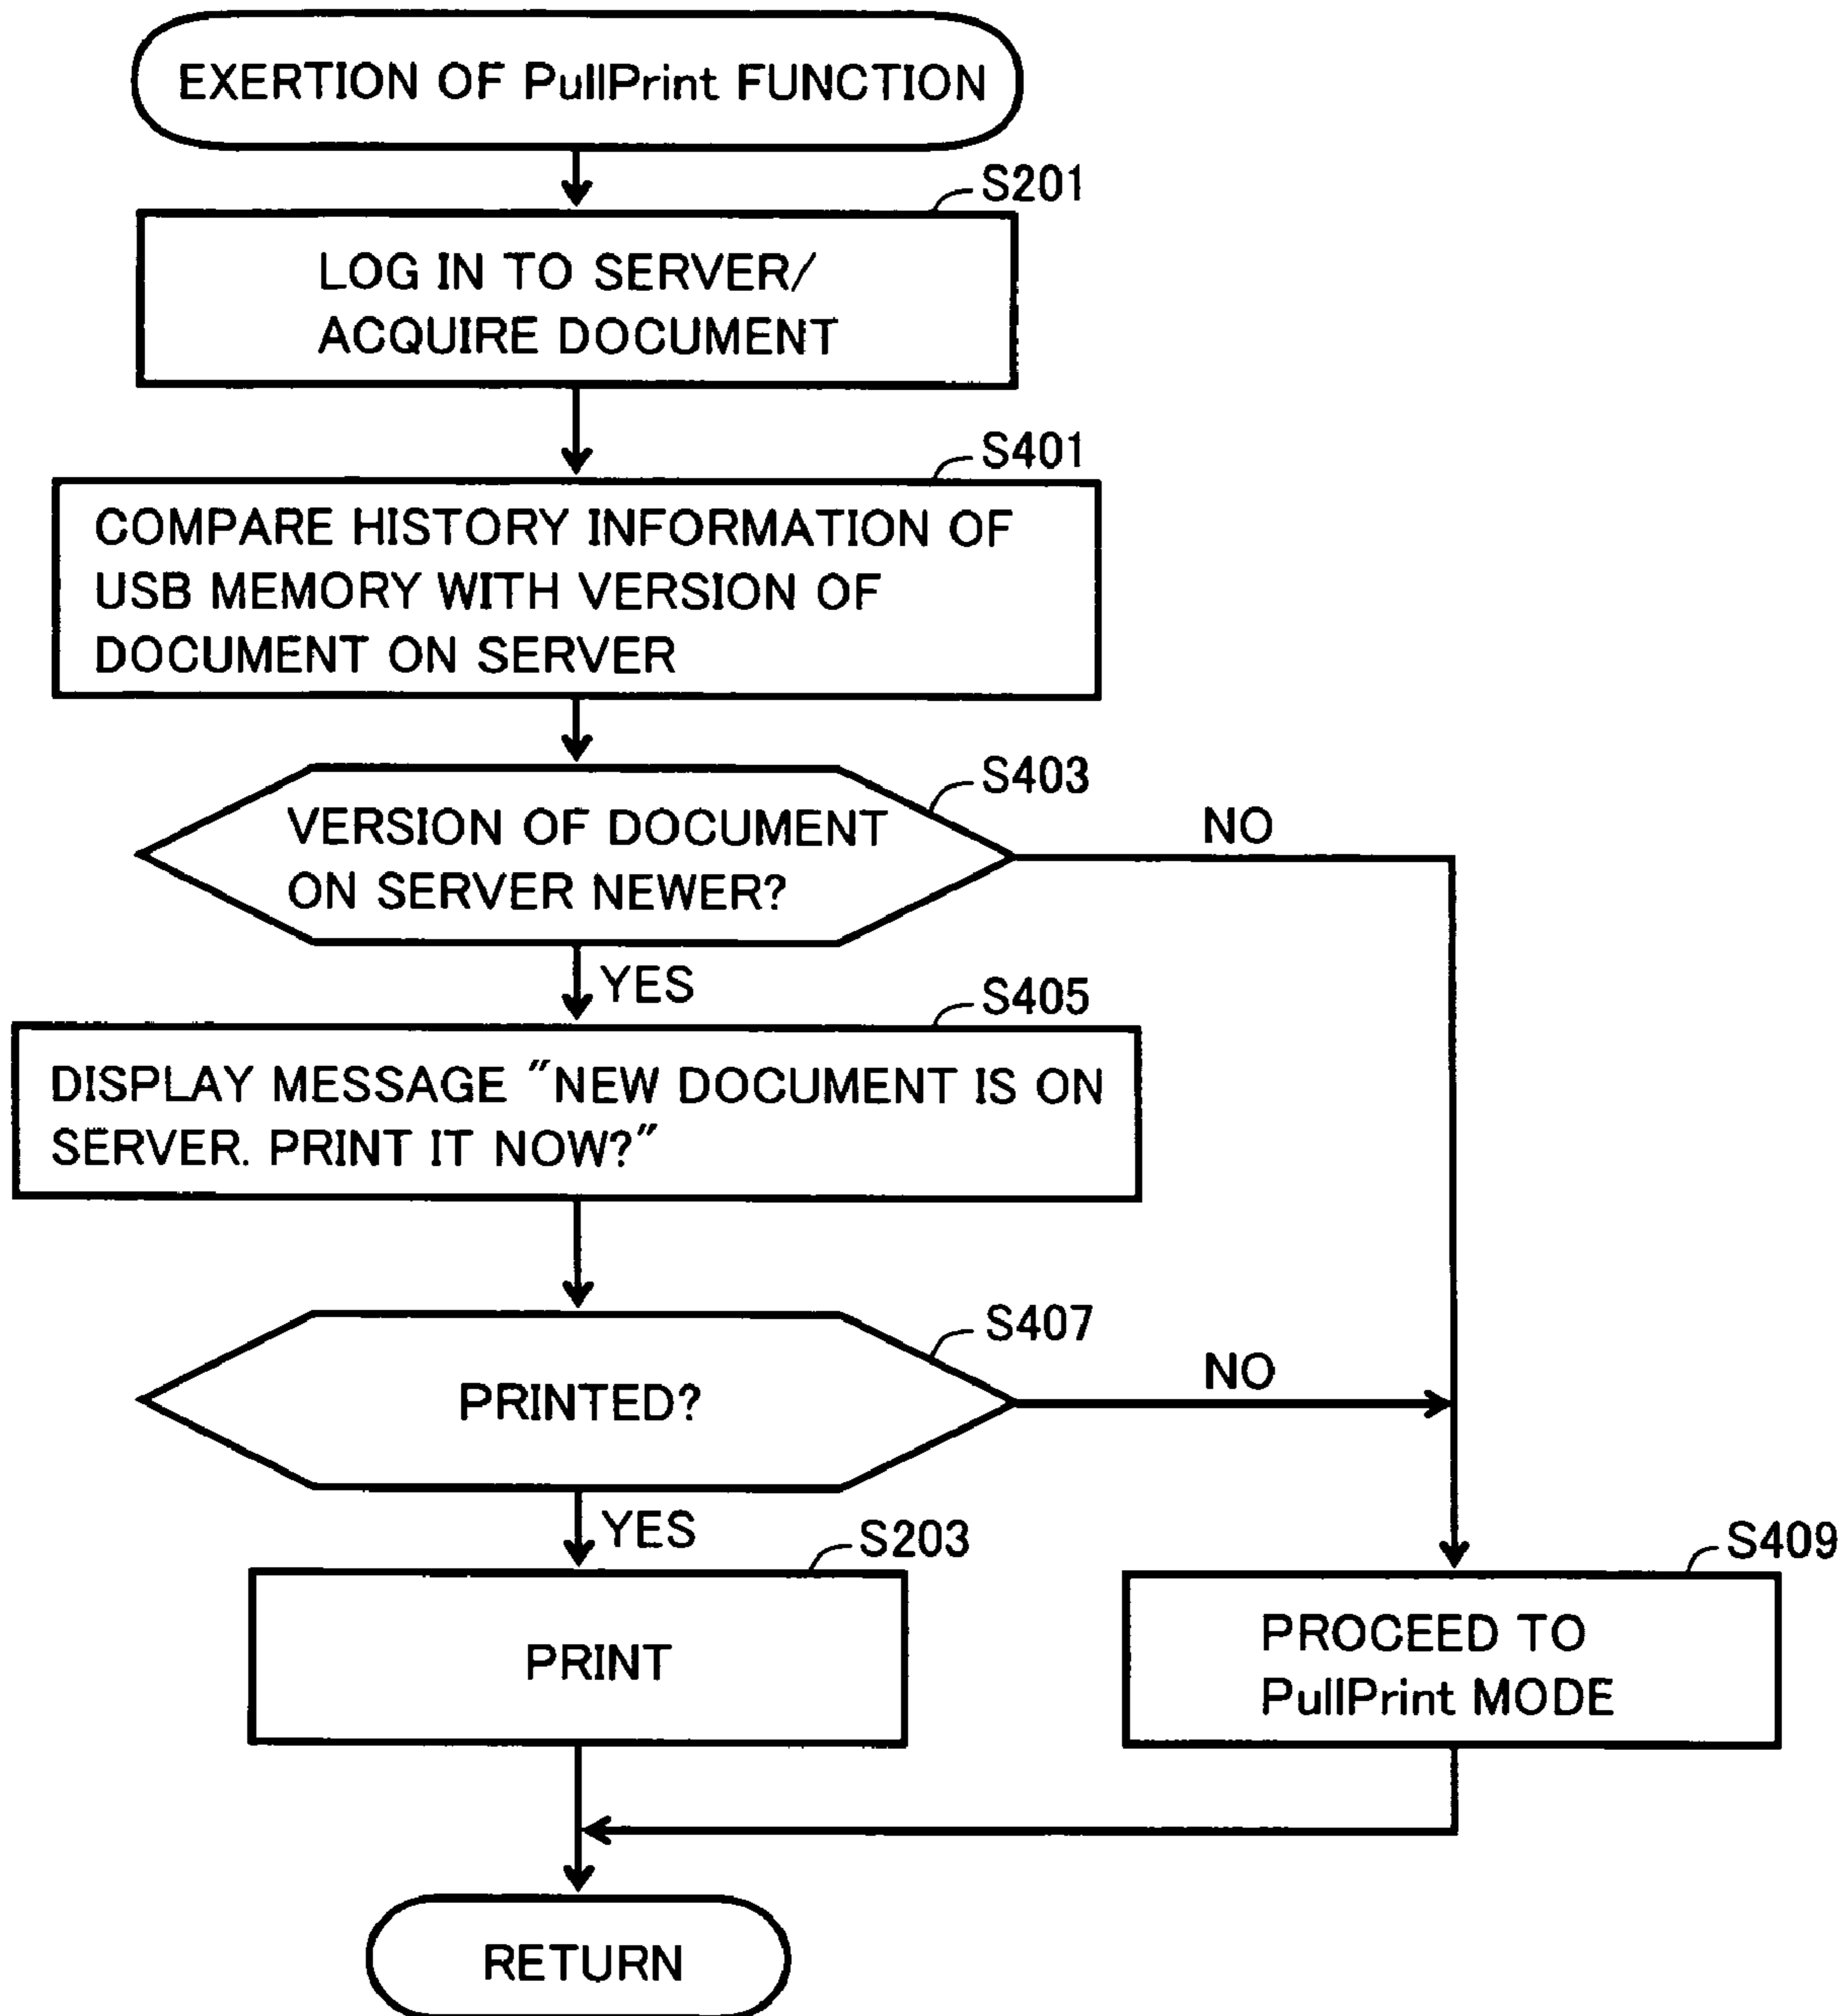 EXERTION OF PullPrint FUNCTION
S201
LOG IN TO SERVER/
ACQUIRE DOCUMENT
S401
COMPARE HISTORY INFORMATION OF
USB MEMORY WITH VERSION OF
DOCUMENT ON SERVER
S403
VERSION OF DOCUMENT
ON SERVER NEWER?
NO
YES
S405
DISPLAY MESSAGE "NEW DOCUMENT IS ON
SERVER. PRINT IT NOW?"
S407
PRINTED?
NO
YES
S203
PRINT
S409
PROCEED TO
PullPrint MODE
RETURN